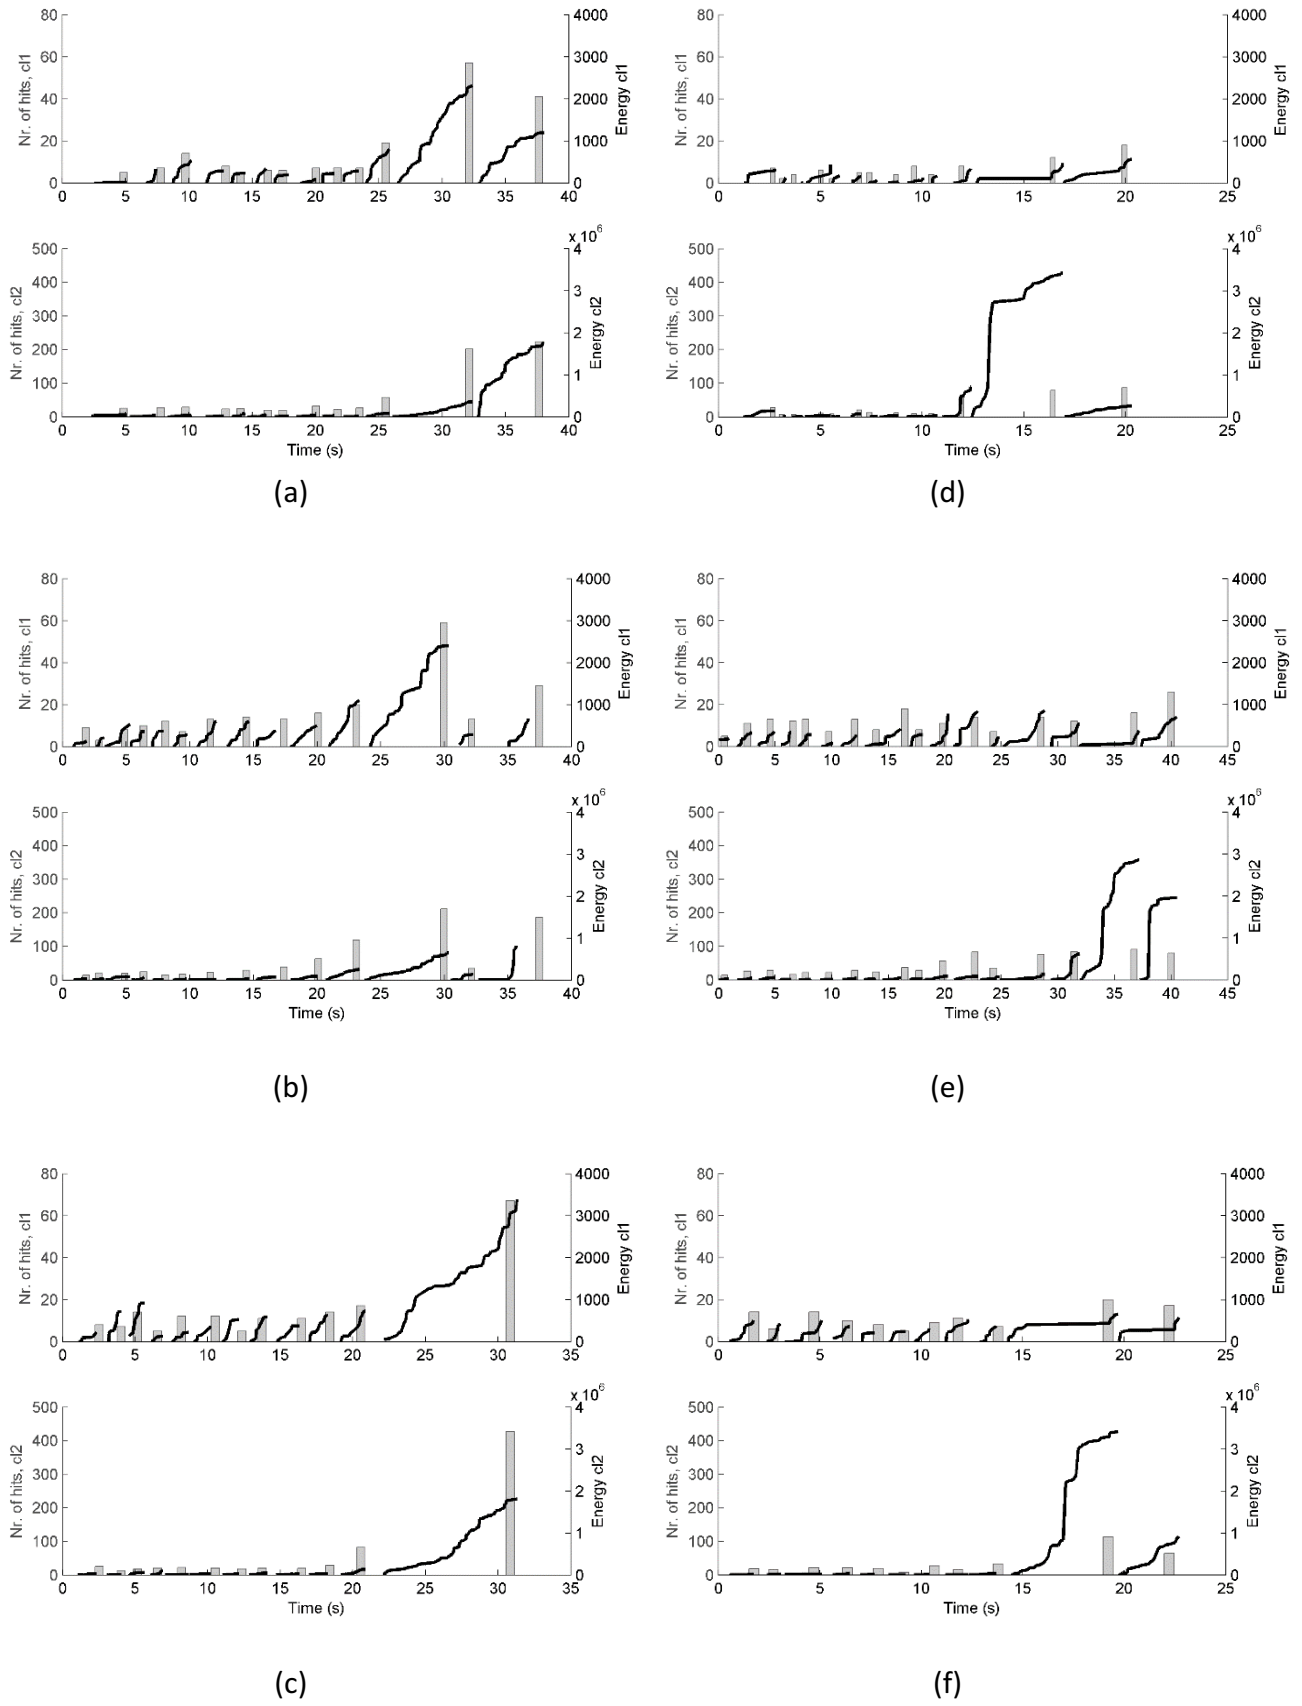 80 60 40 20 0
Nr. of hits, cl1
4000 3000 2000 1000 0
Energy cl1
0 5 10 15 20 25 30 35 40
x 10^6
500 400 300 200 100 0
Nr. of hits, cl2
4 3 2 1 0
Energy cl2
0 5 10 15 20 25 30 35 40
Time (s)
(a)
80 60 40 20 0
Nr. of hits, cl1
4000 3000 2000 1000 0
Energy cl1
0 5 10 15 20 25
x 10^6
500 400 300 200 100 0
Nr. of hits, cl2
4 3 2 1 0
Energy cl2
0 5 10 15 20 25
Time (s)
(d)
80 60 40 20 0
Nr. of hits, cl1
4000 3000 2000 1000 0
Energy cl1
0 5 10 15 20 25 30 35 40
x 10^6
500 400 300 200 100 0
Nr. of hits, cl2
4 3 2 1 0
Energy cl2
0 5 10 15 20 25 30 35 40
Time (s)
(b)
80 60 40 20 0
Nr. of hits, cl1
4000 3000 2000 1000 0
Energy cl1
0 5 10 15 20 25 30 35 40 45
x 10^6
500 400 300 200 100 0
Nr. of hits, cl2
4 3 2 1 0
Energy cl2
0 5 10 15 20 25 30 35 40 45
Time (s)
(e)
80 60 40 20 0
Nr. of hits, cl1
4000 3000 2000 1000 0
Energy cl1
0 5 10 15 20 25 30 35
x 10^6
500 400 300 200 100 0
Nr. of hits, cl2
4 3 2 1 0
Energy cl2
0 5 10 15 20 25 30 35
Time (s)
(c)
80 60 40 20 0
Nr. of hits, cl1
4000 3000 2000 1000 0
Energy cl1
0 5 10 15 20 25
x 10^6
500 400 300 200 100 0
Nr. of hits, cl2
4 3 2 1 0
Energy cl2
0 5 10 15 20 25
Time (s)
(f)